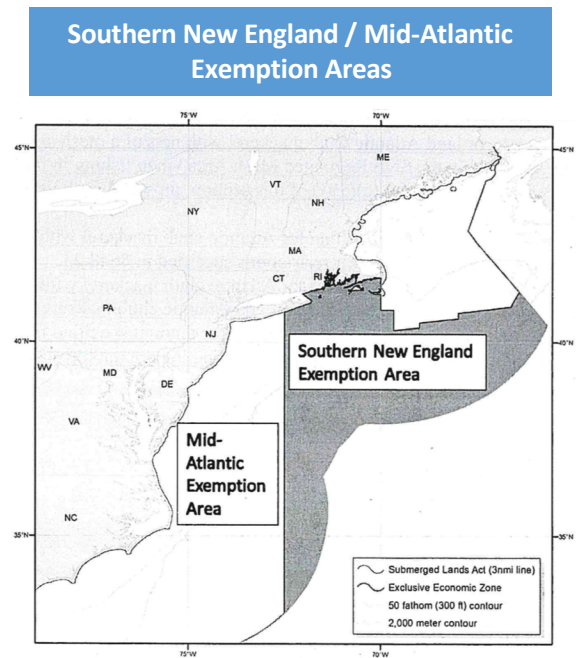 Southern New England / Mid-Atlantic
Exemption Areas
75°W
70°W
45°N
45°N
ME
VT
NH
NY
MA
CT
RI
PA
NJ
40°N
40°N
Southern New England
Exemption Area
WV
MD
DE
VA
Mid-
Atlantic
Exemption
Area
NC
35°N
35°N
Submerged Lands Act (3nmi line)
Exclusive Economic Zone
50 fathom (300 ft) contour
2,000 meter contour
75°W
70°W